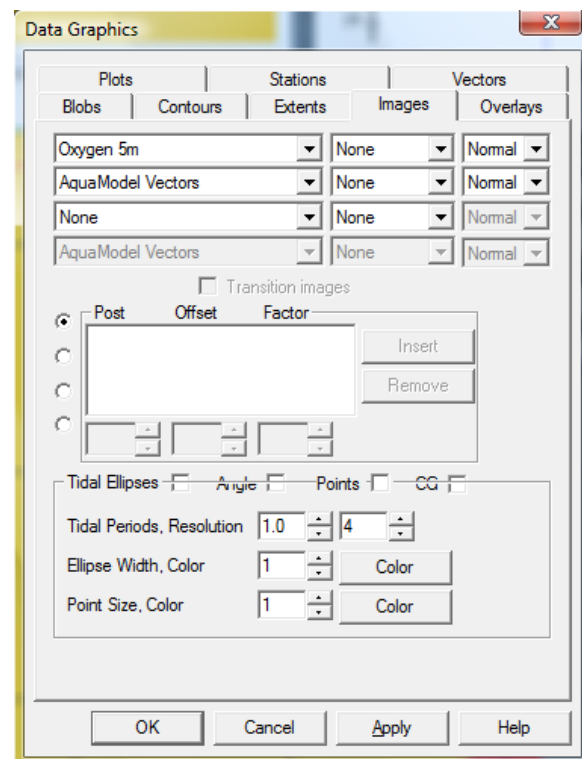 Data Graphics
Plots Stations Vectors
Blobs Contours Extents Images Overlays
Oxygen 5m None Normal
AquaModel Vectors None Normal
None None Normal
AquaModel Vectors None Normal
Transition images
Post Offset Factor
Insert
Remove
Tidal Ellipses Angle Points CG
Tidal Periods, Resolution 1.0 4
Ellipse Width, Color 1 Color
Point Size, Color 1 Color
OK Cancel Apply Help